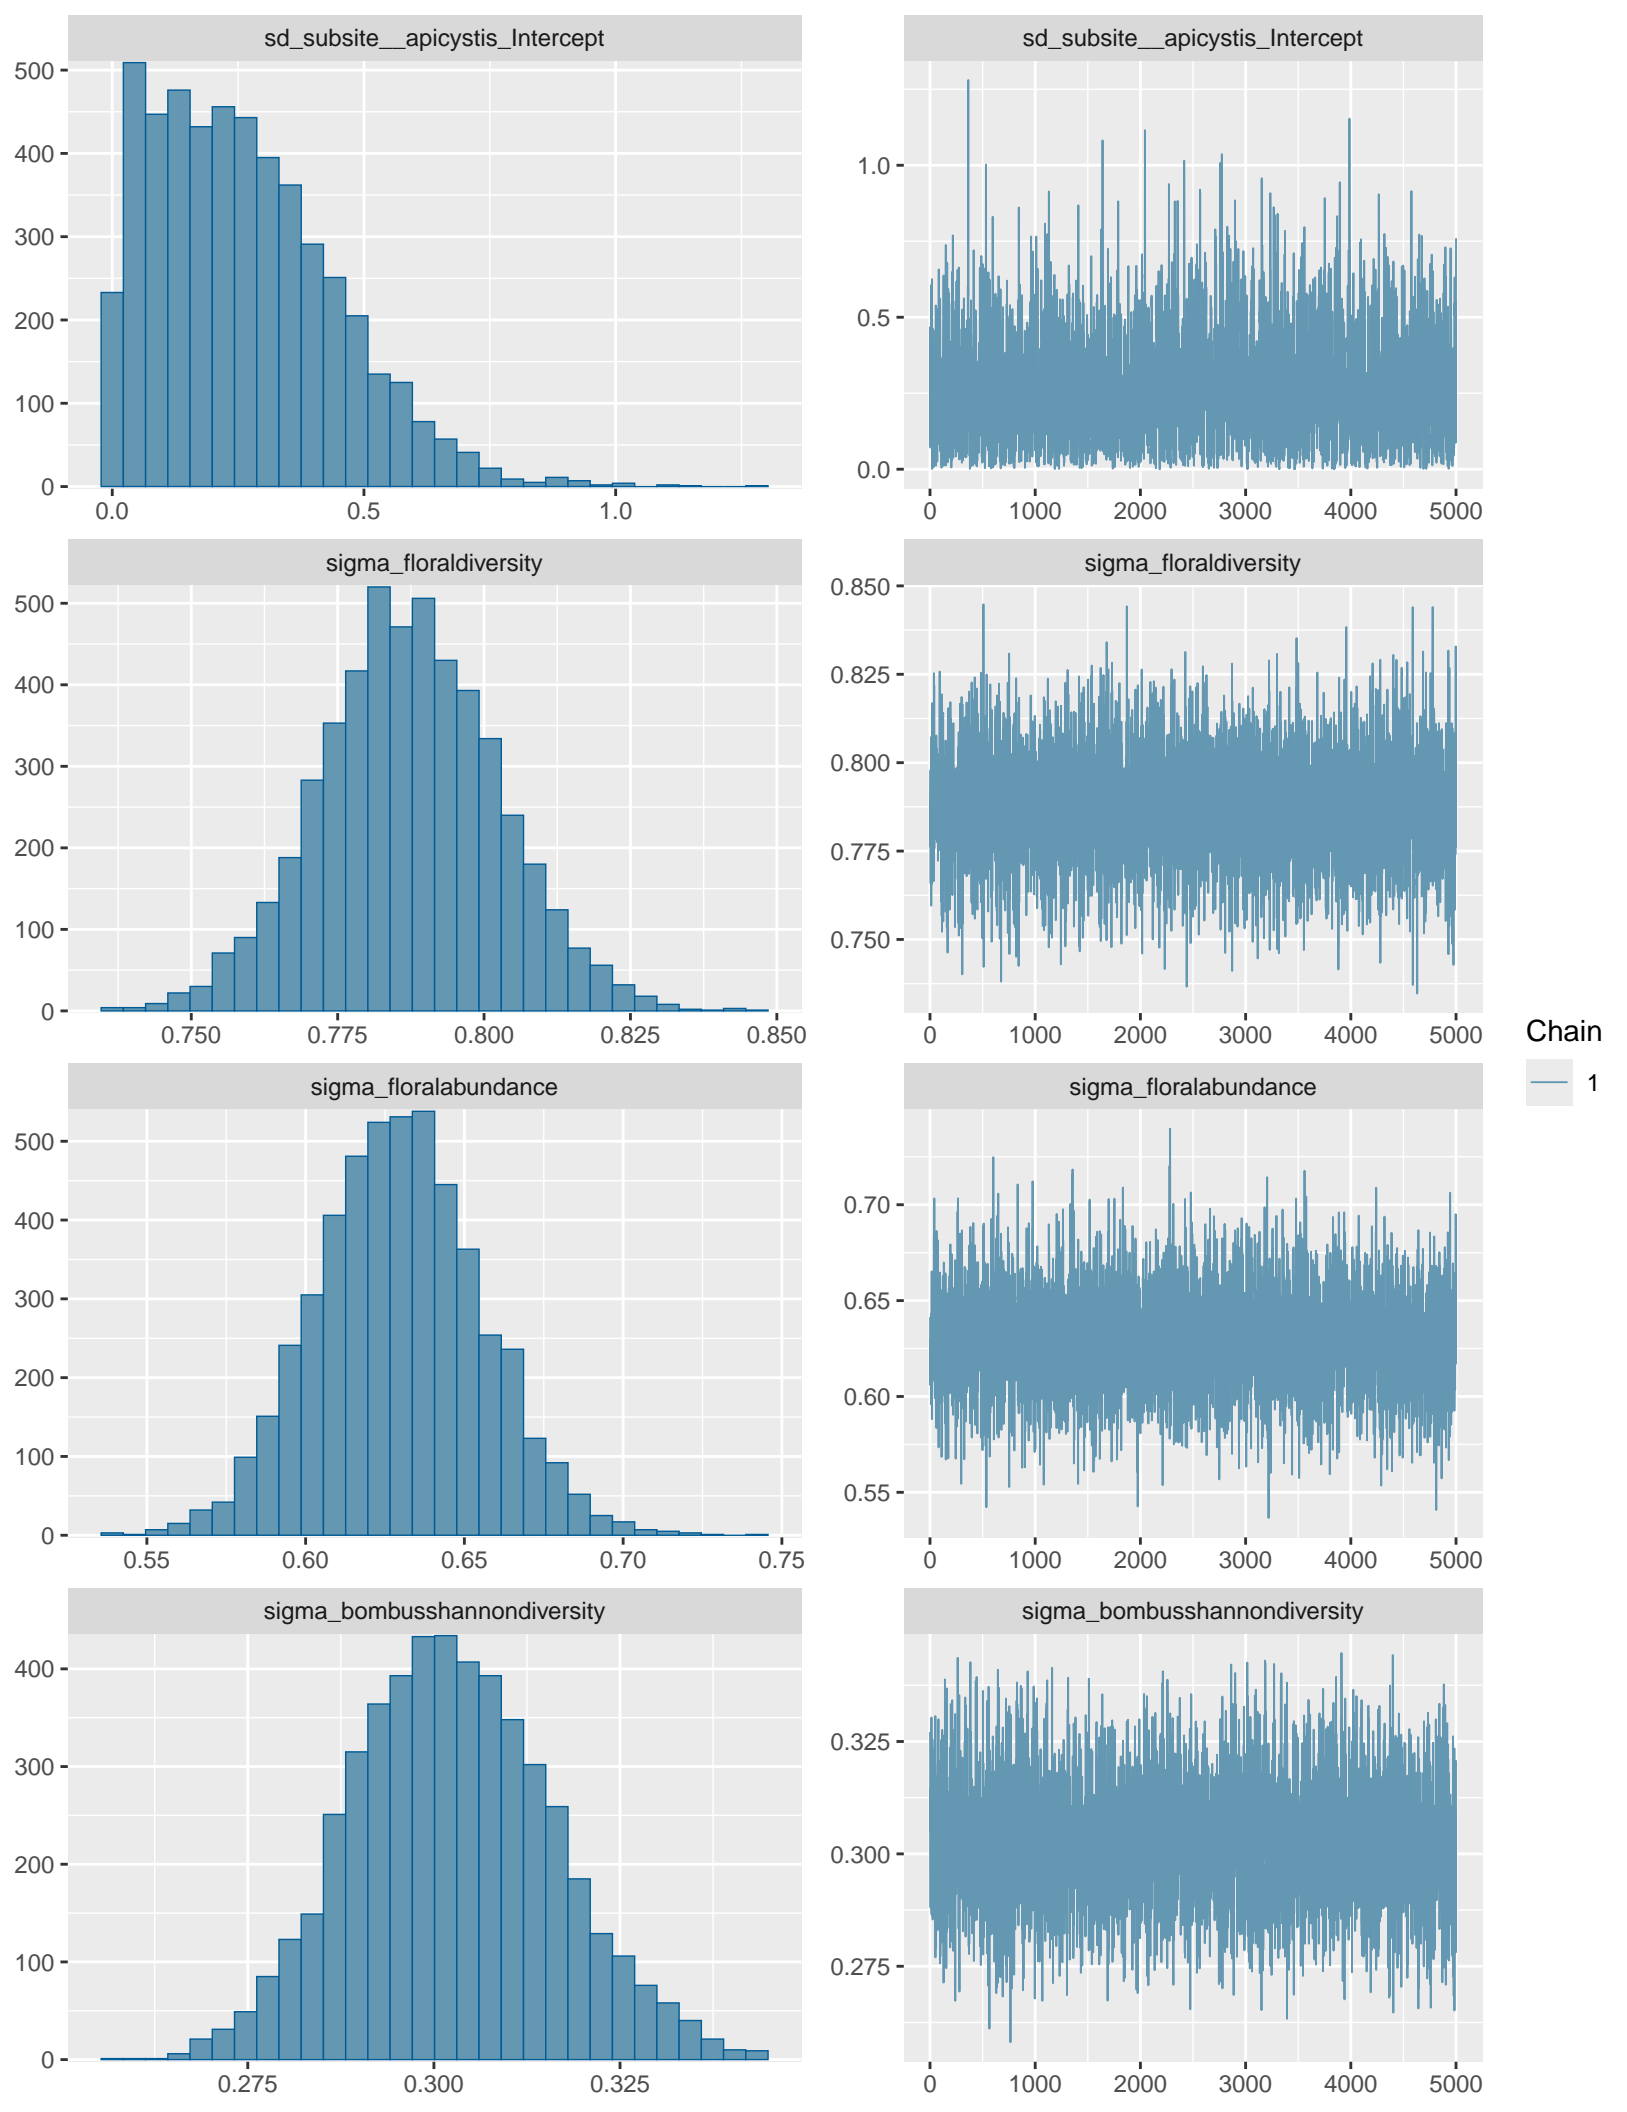 sd_subsite__apicystis_Intercept
sd_subsite__apicystis_Intercept
500
400
300
200
100
0
0.0 0.5 1.0
1.0
0.5
0.0
0 1000 2000 3000 4000 5000
sigma_floraldiversity
sigma_floraldiversity
500
400
300
200
100
0
0.750 0.775 0.800 0.825 0.850
0.850
0.825
0.800
0.775
0.750
0 1000 2000 3000 4000 5000
Chain
1
sigma_floralabundance
sigma_floralabundance
500
400
300
200
100
0
0.55 0.60 0.65 0.70 0.75
0.70
0.65
0.60
0.55
0 1000 2000 3000 4000 5000
sigma_bombusshannondiversity
sigma_bombusshannondiversity
400
300
200
100
0
0.275 0.300 0.325
0.325
0.300
0.275
0 1000 2000 3000 4000 5000